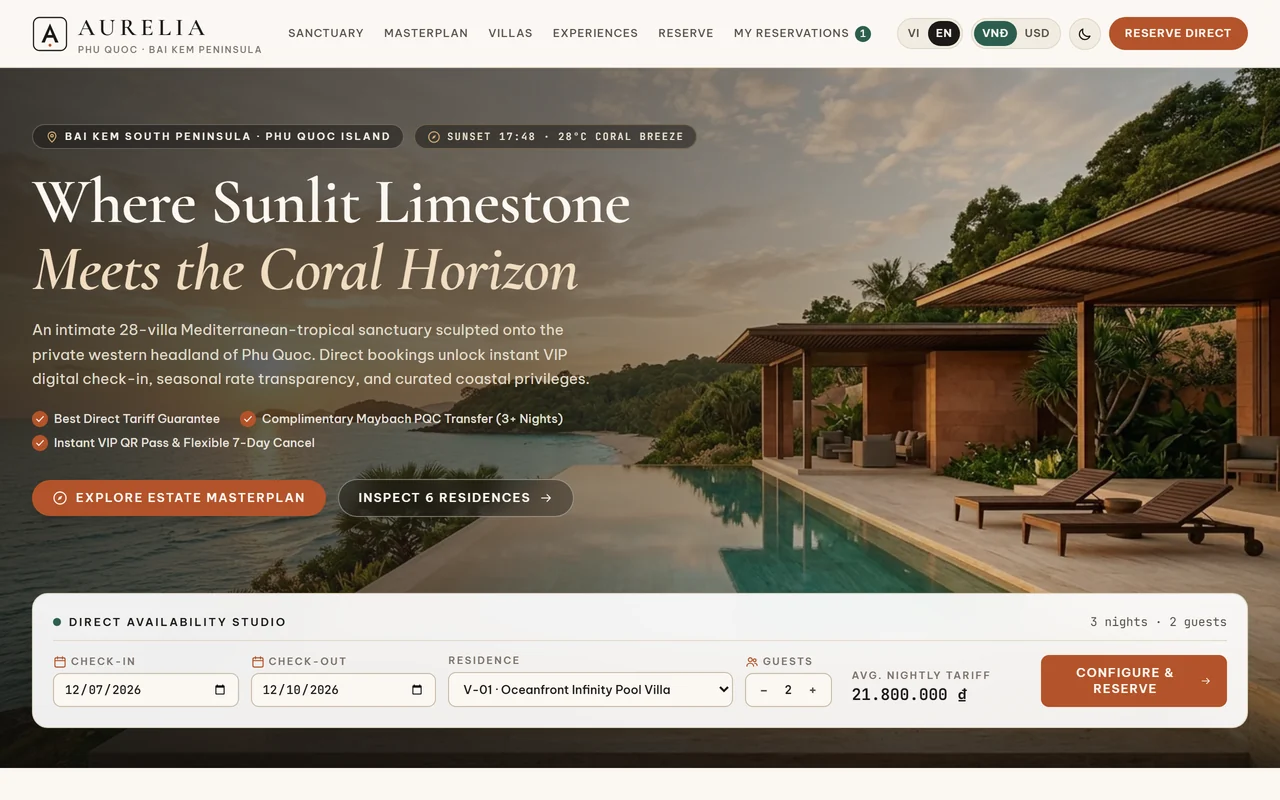 AURELIA
PHU QUOC · BAI KEM PENINSULA
SANCTUARY
MASTERPLAN
VILLAS
EXPERIENCES
RESERVE
MY RESERVATIONS 1
VI EN
VNĐ USD
RESERVE DIRECT
BAI KEM SOUTH PENINSULA · PHU QUOC ISLAND
SUNSET 17:48 · 28°C CORAL BREEZE
Where Sunlit Limestone
Meets the Coral Horizon
An intimate 28-villa Mediterranean-tropical sanctuary sculpted onto the
private western headland of Phu Quoc. Direct bookings unlock instant VIP
digital check-in, seasonal rate transparency, and curated coastal privileges.
Best Direct Tariff Guarantee
Complimentary Maybach PQC Transfer (3+ Nights)
Instant VIP QR Pass & Flexible 7-Day Cancel
EXPLORE ESTATE MASTERPLAN
INSPECT 6 RESIDENCES →
DIRECT AVAILABILITY STUDIO
3 nights · 2 guests
CHECK-IN
12/07/2026
CHECK-OUT
12/10/2026
RESIDENCE
V-01 · Oceanfront Infinity Pool Villa
GUESTS
− 2 +
AVG. NIGHTLY TARIFF
21.800.000 ₫
CONFIGURE &
RESERVE →